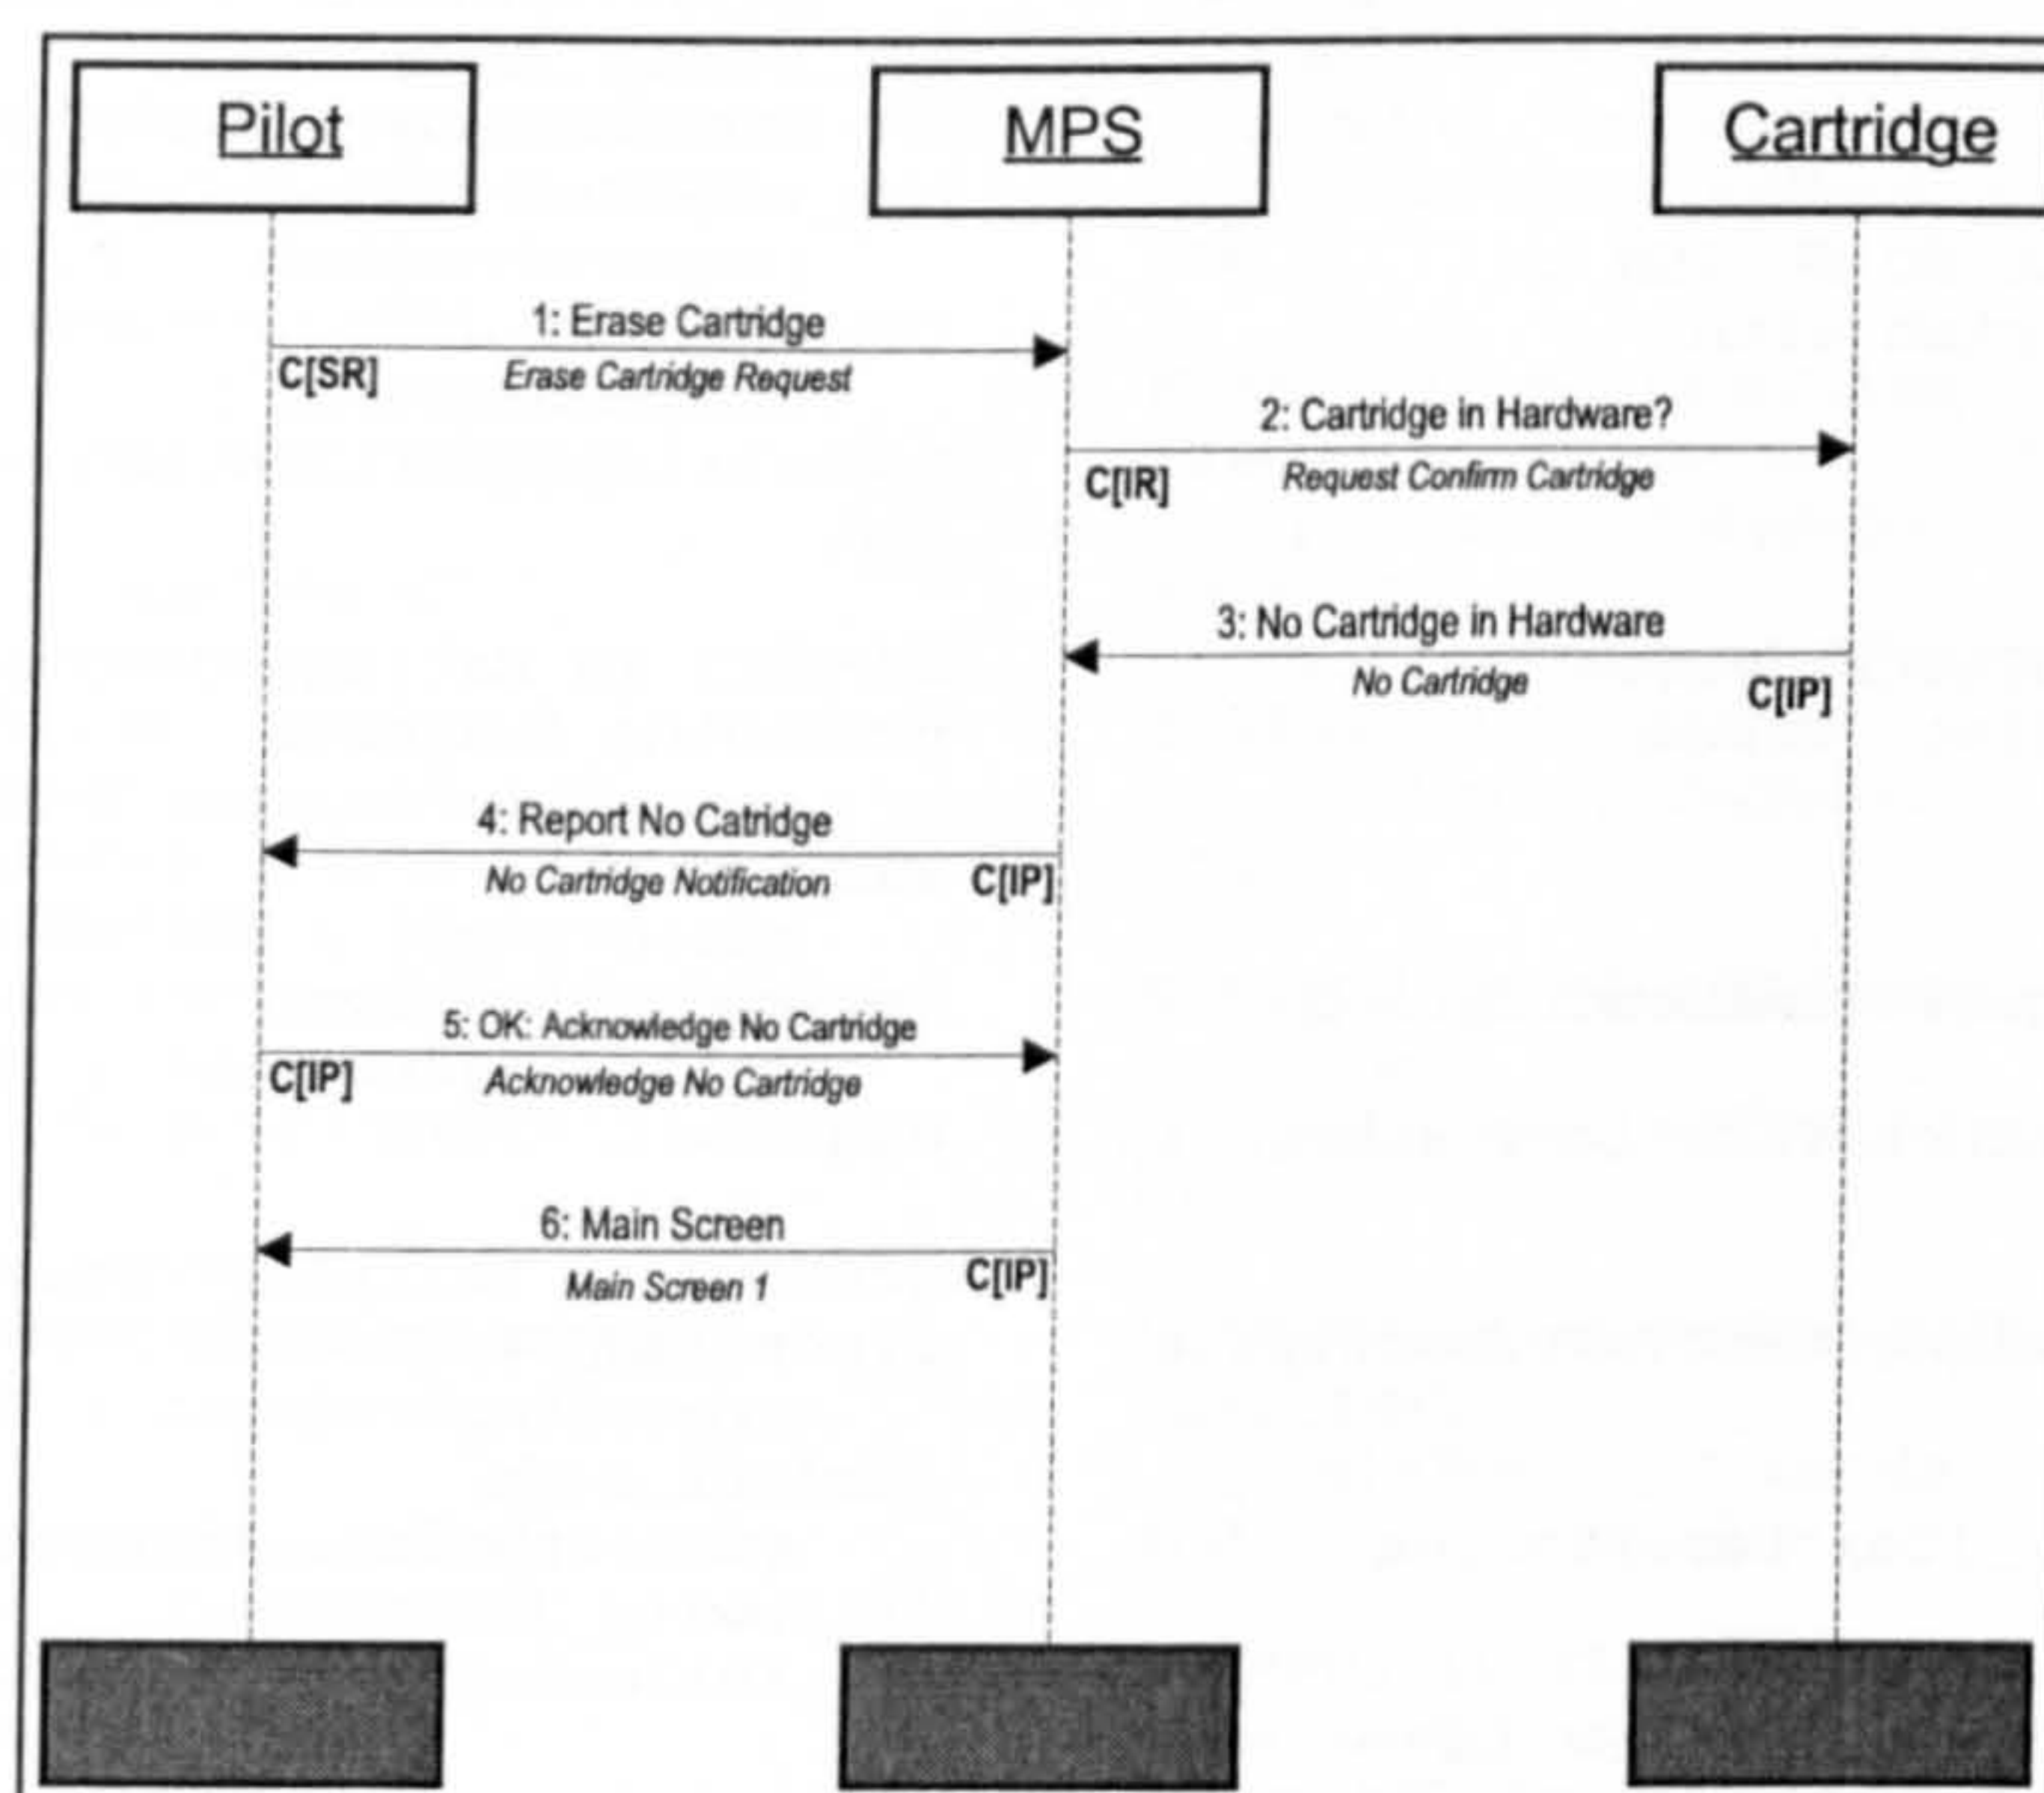 Pilot
MPS
Cartridge
1: Erase Cartridge
C[SR]
Erase Cartridge Request
2: Cartridge in Hardware?
C[IR]
Request Confirm Cartridge
3: No Cartridge in Hardware
No Cartridge
C[IP]
4: Report No Catridge
No Cartridge Notification
C[IP]
5: OK: Acknowledge No Cartridge
C[IP]
Acknowledge No Cartridge
6: Main Screen
Main Screen 1
C[IP]